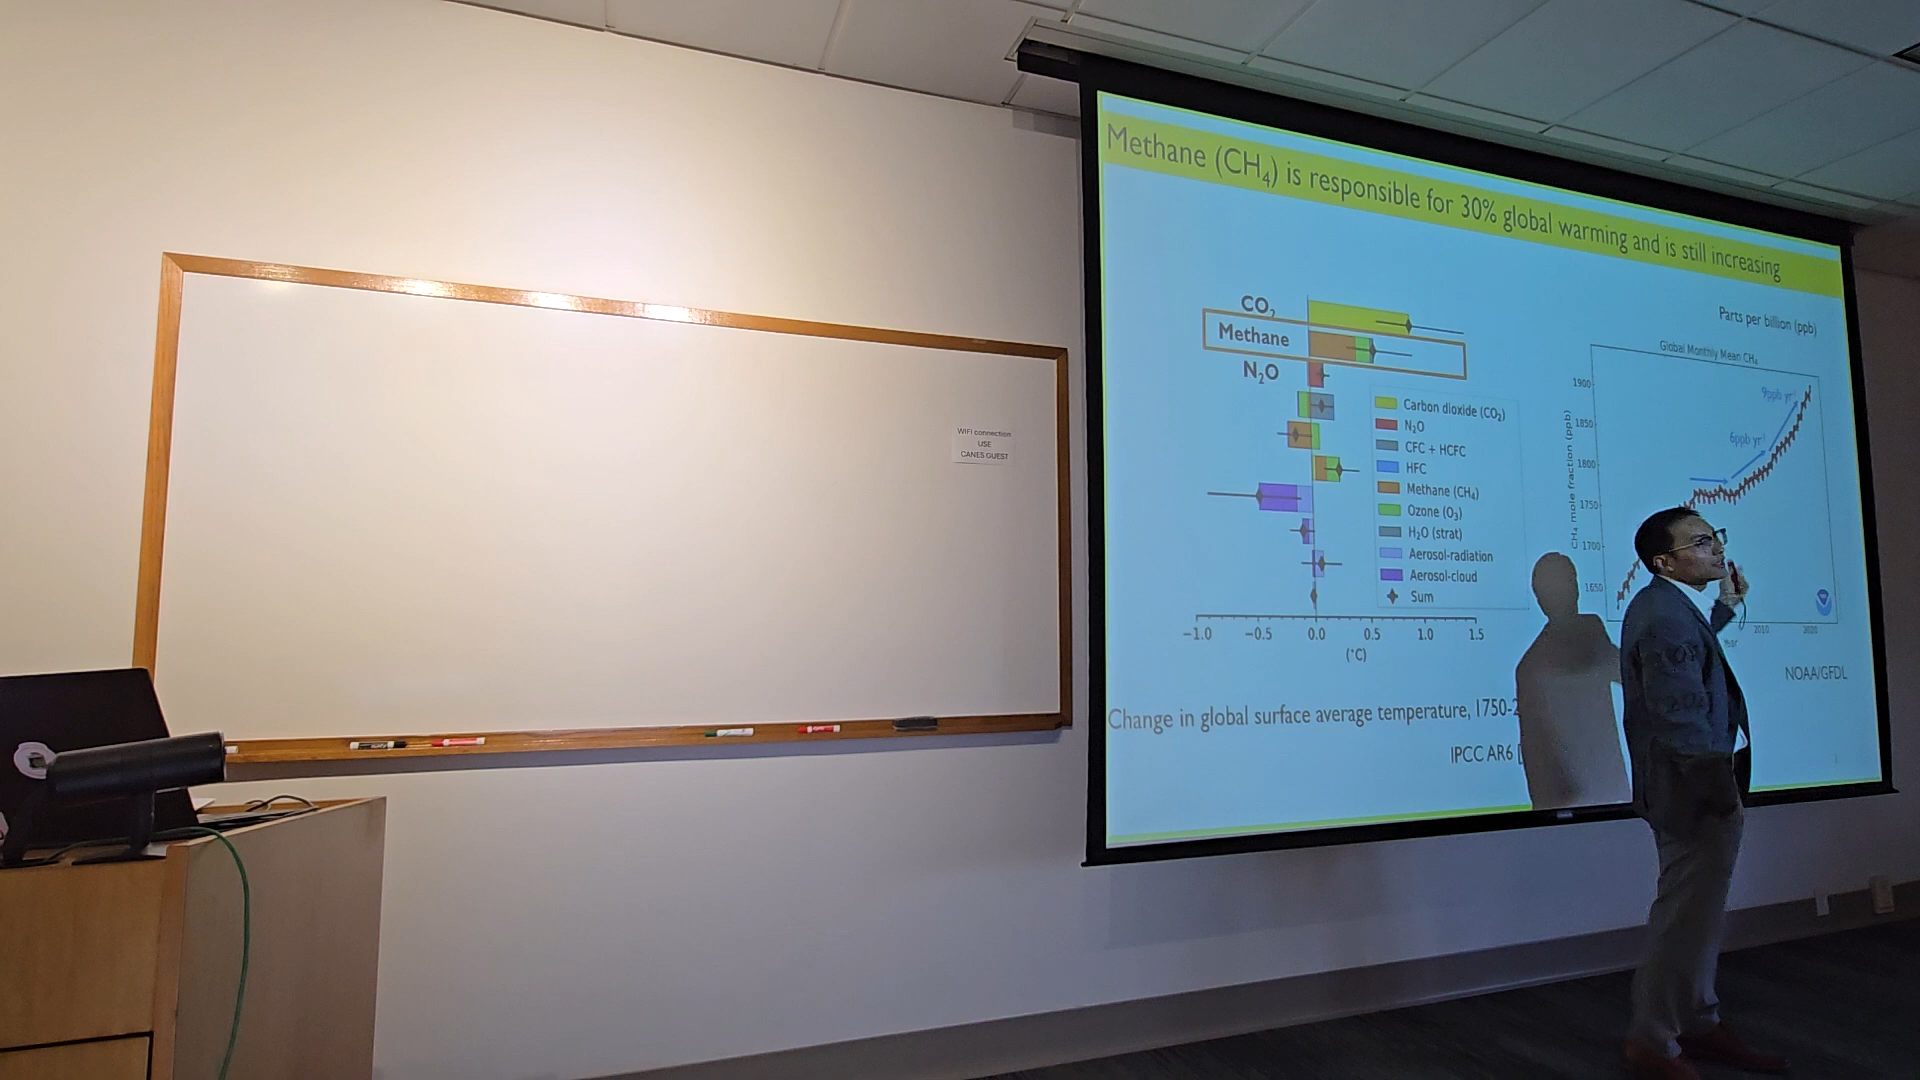 Methane (CH₄) is responsible for 30% global warming and is still increasing
WIFI connection
USE
CANES GUEST
CO₂
Methane
N₂O
Carbon dioxide (CO₂)
N₂O
CFC + HCFC
HFC
Methane (CH₄)
Ozone (O₃)
H₂O (strat)
Aerosol-radiation
Aerosol-cloud
Sum
-1.0 -0.5 0.0 0.5 1.0 1.5
(°C)
Change in global surface average temperature, 1750-2
IPCC AR6 [
Parts per billion (ppb)
Global Monthly Mean CH₄
CH₄ mole fraction (ppb)
1900
1850
1800
1750
1700
1650
9ppb yr⁻¹
6ppb yr⁻¹
2010 2020
Year
NOAA/GFDL